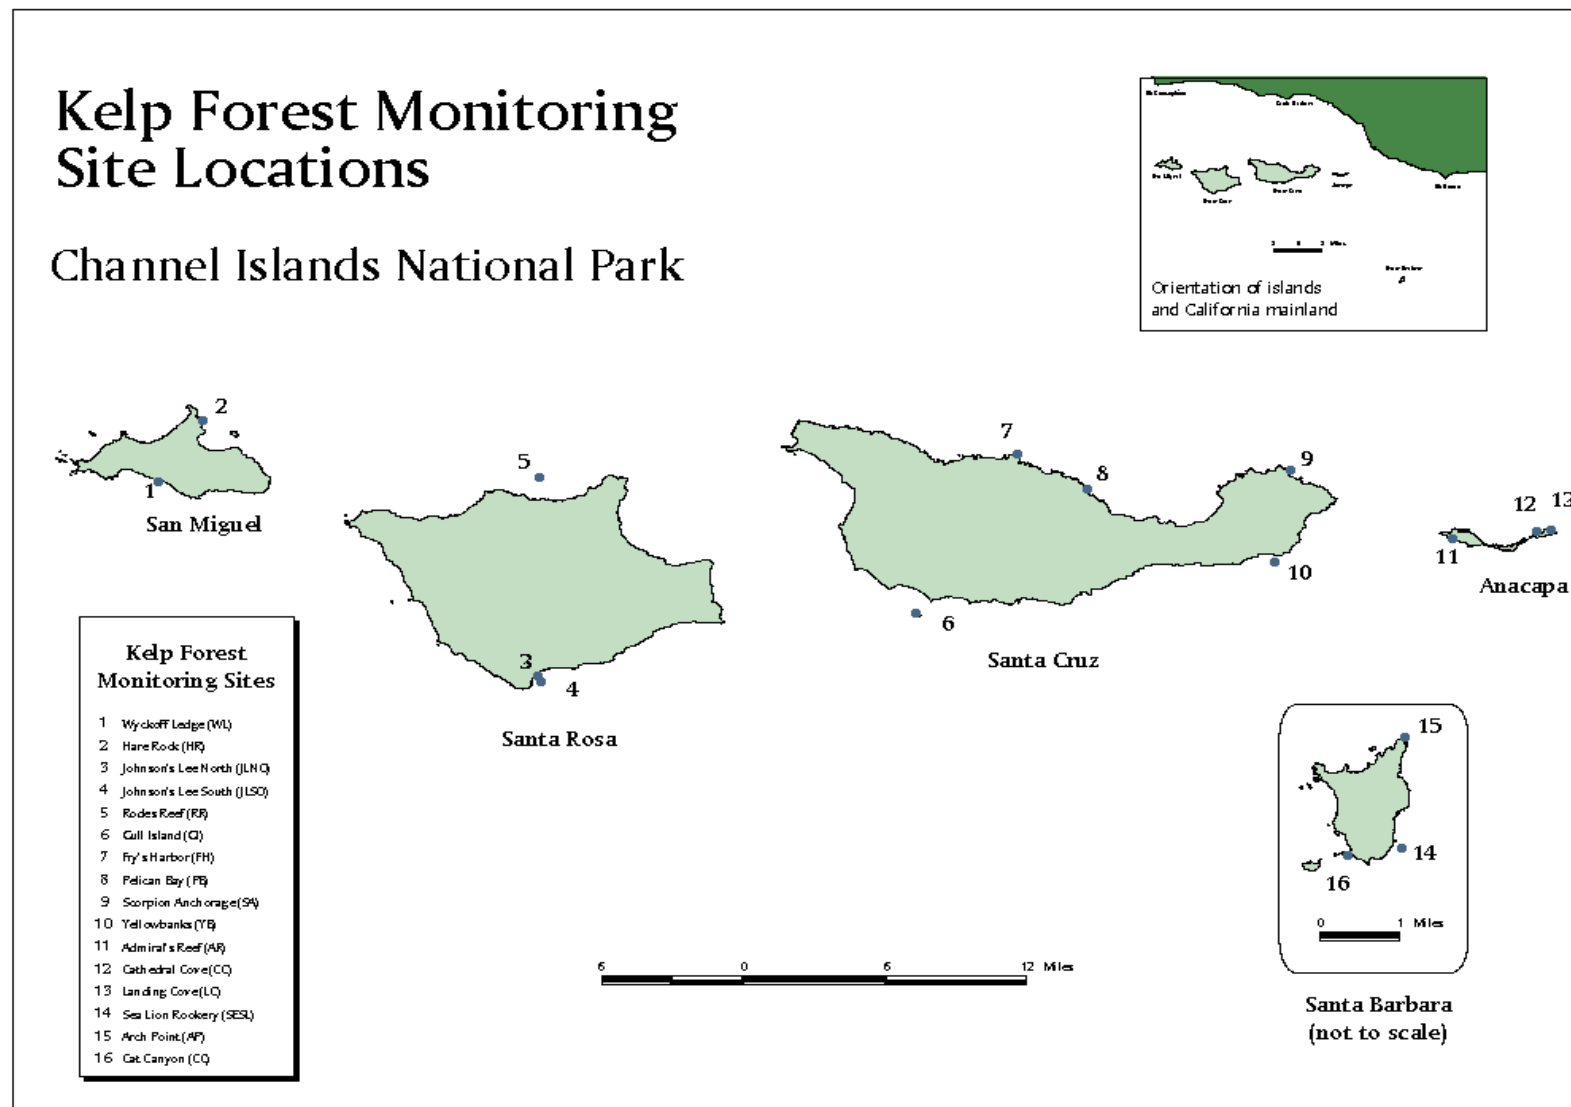 Kelp Forest Monitoring
Site Locations
Channel Islands National Park
Orientation of islands
and California mainland
2
1
San Miguel
5
3
4
Santa Rosa
7
8
9
10
6
Santa Cruz
12
13
11
Anacapa
Kelp Forest
Monitoring Sites
1 Wyckoff Ledge (WL)
2 Hare Rock (HR)
3 Johnson's Lee North (JLNO)
4 Johnson's Lee South (JLSO)
5 Rodes Reef (RR)
6 Gull Island (GI)
7 Fry's Harbor (FH)
8 Pelican Bay (PB)
9 Scorpion Anchorage (SA)
10 Yellowbanks (YB)
11 Admiral's Reef (AR)
12 Cathedral Cove (CC)
13 Landing Cove (LC)
14 Sea Lion Rookery (SESL)
15 Arch Point (AP)
16 Cat Canyon (CC)
6 0 6 12 Miles
15
14
16
0 1 Miles
Santa Barbara
(not to scale)